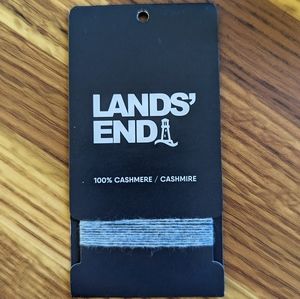 LANDS'
END
100% CASHMERE / CASHMIRE